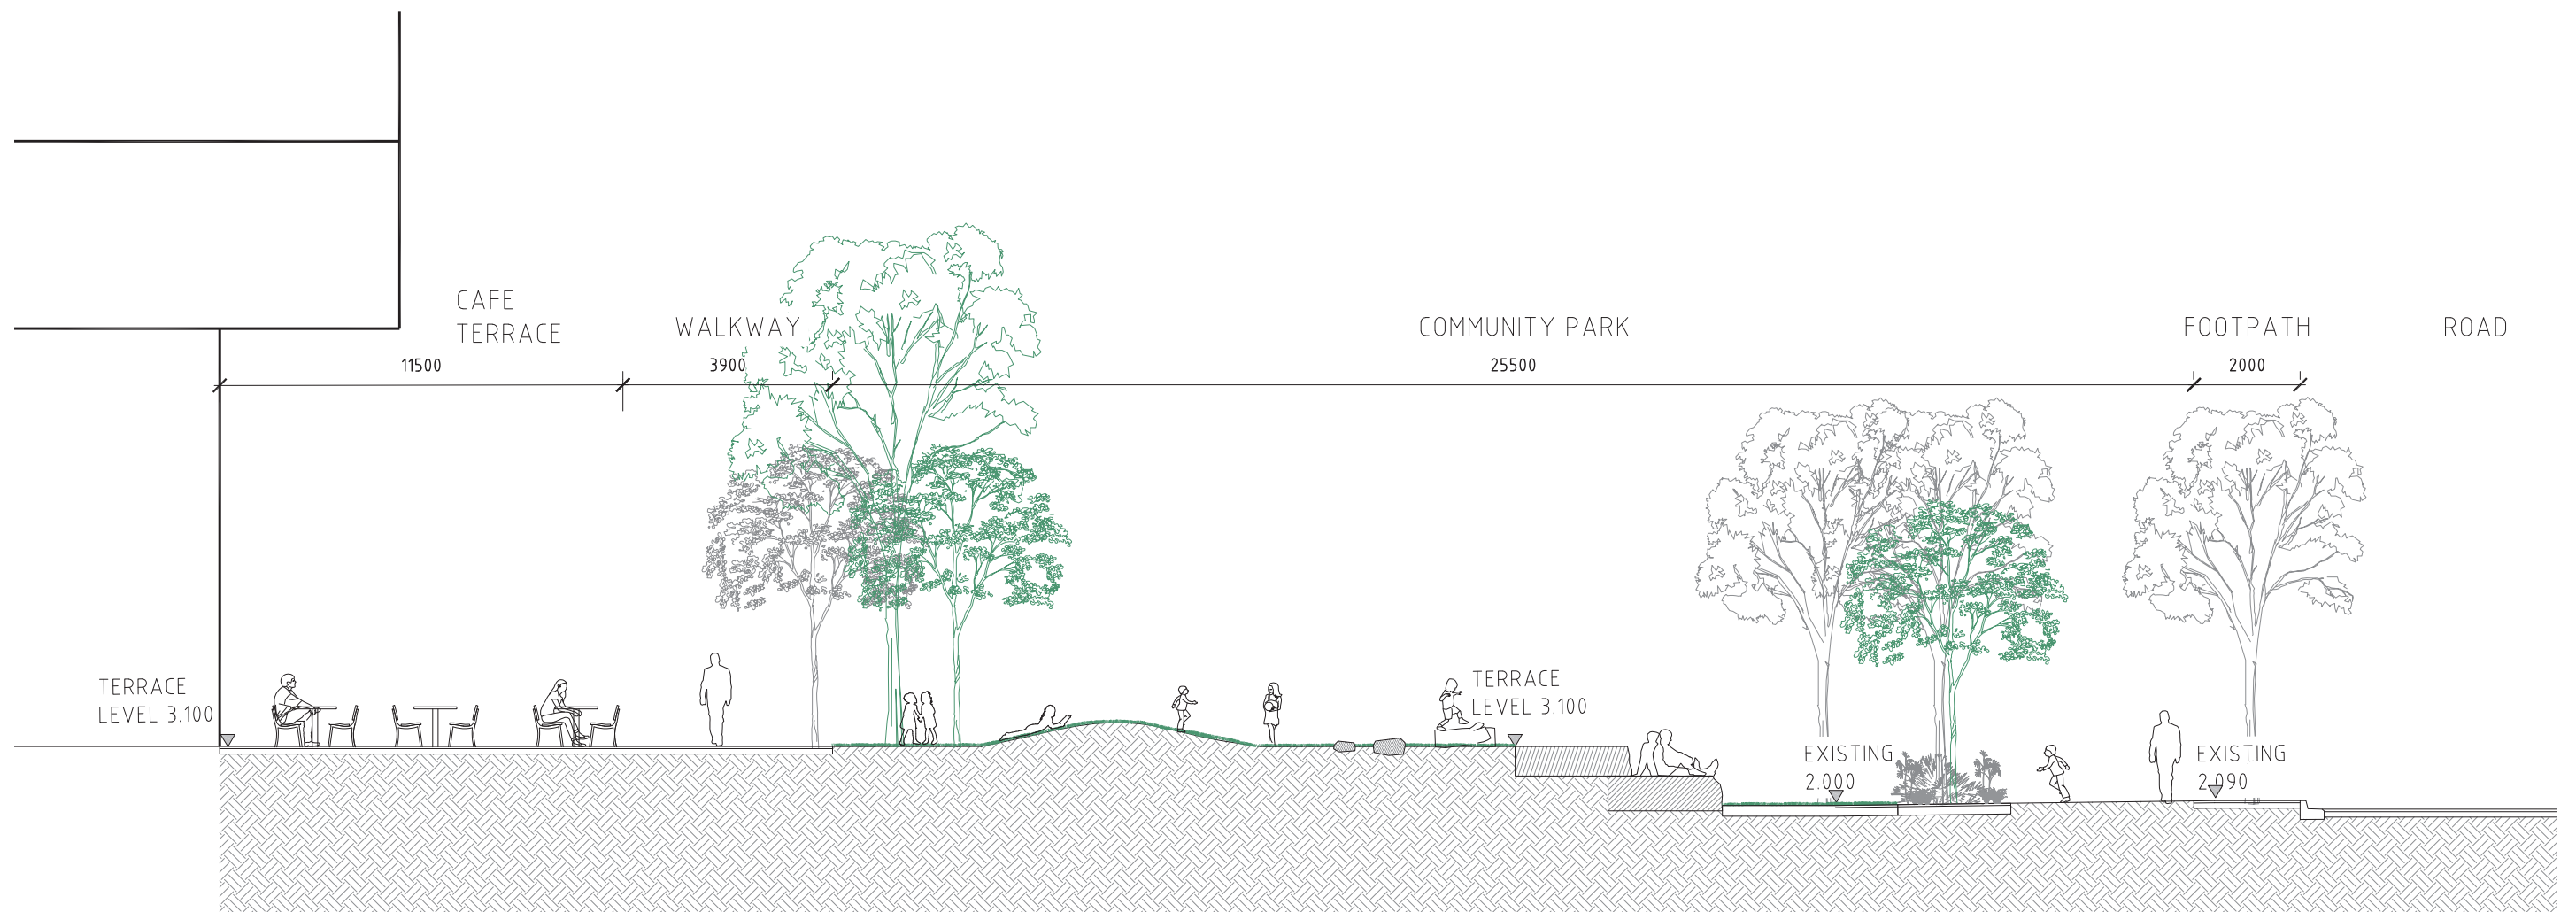 CAFE
TERRACE
WALKWAY
COMMUNITY PARK
FOOTPATH
ROAD
11500
3900
25500
2000
TERRACE
LEVEL 3.100
TERRACE
LEVEL 3.100
EXISTING
2.000
EXISTING
2.090